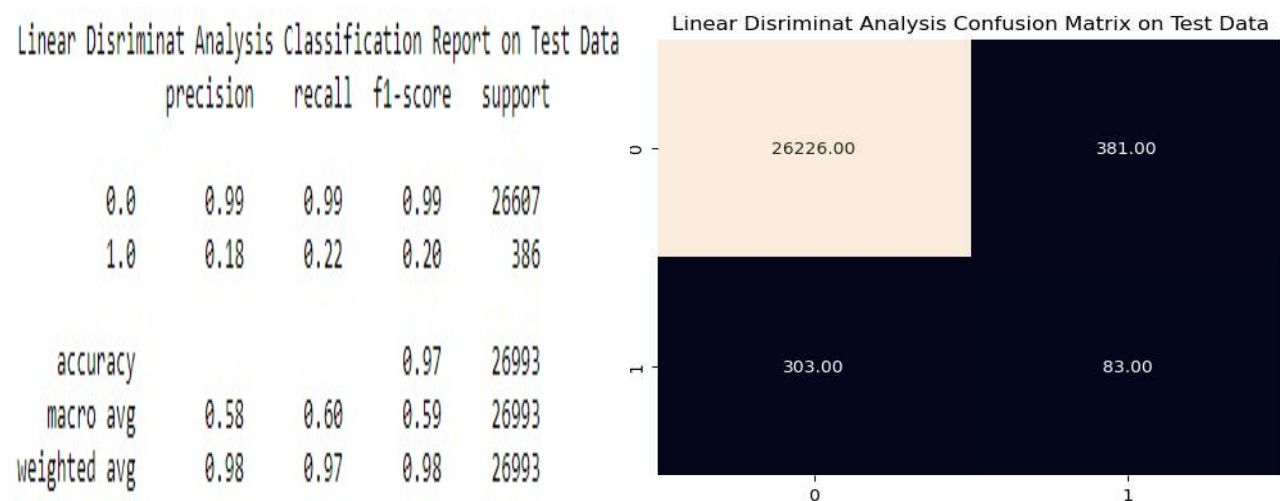 Linear Disriminat Analysis Classification Report on Test Data
precision recall f1-score support
0.0 0.99 0.99 0.99 26607
1.0 0.18 0.22 0.20 386
accuracy 0.97 26993
macro avg 0.58 0.60 0.59 26993
weighted avg 0.98 0.97 0.98 26993
Linear Disriminat Analysis Confusion Matrix on Test Data
0 26226.00 381.00
1 303.00 83.00
0 1